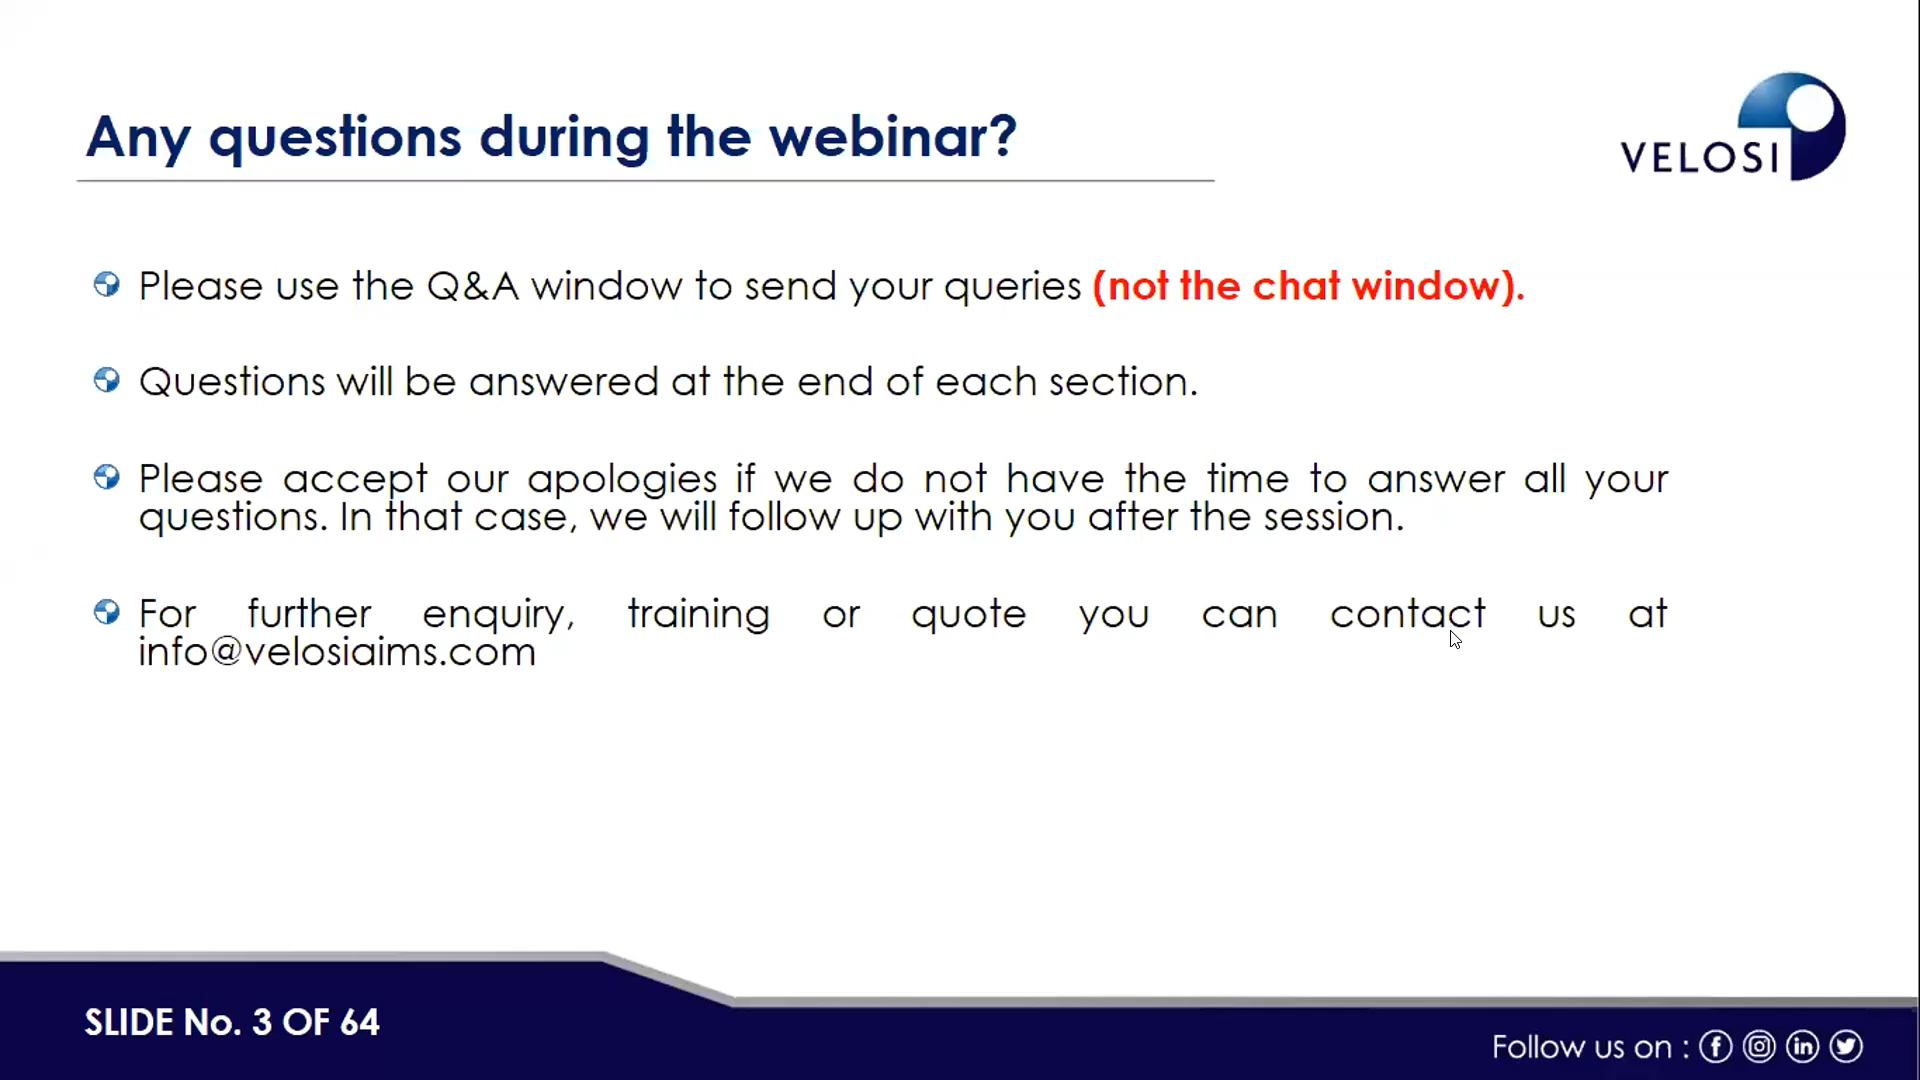 Any questions during the webinar?
VELOSI
Please use the Q&A window to send your queries (not the chat window).
Questions will be answered at the end of each section.
Please accept our apologies if we do not have the time to answer all your
questions. In that case, we will follow up with you after the session.
For further enquiry, training or quote you can contact us at
info@velosiaims.com
SLIDE No. 3 OF 64
Follow us on :